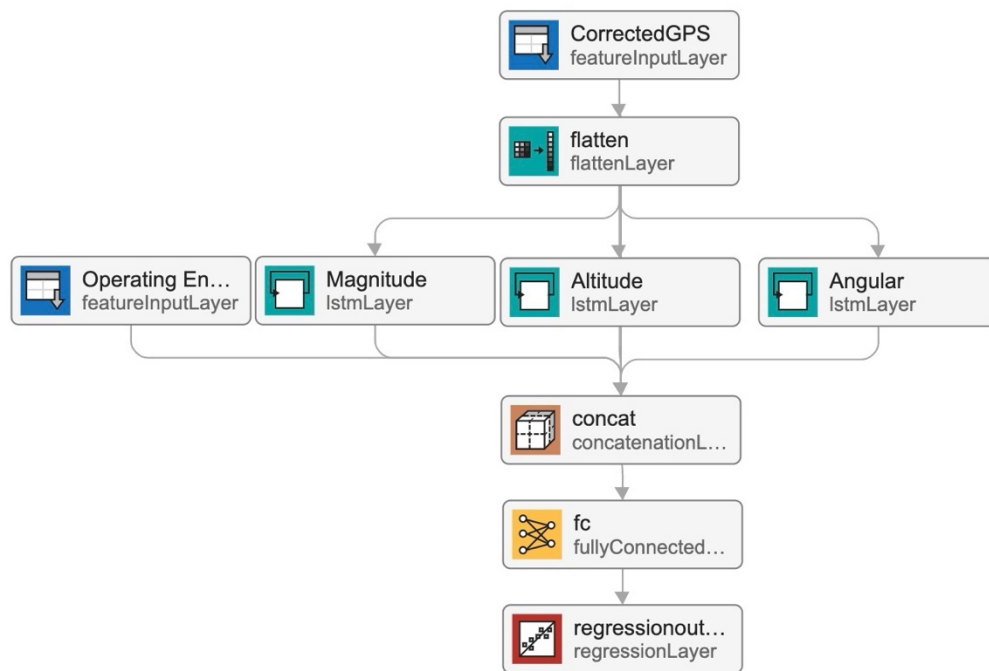 CorrectedGPS
featureInputLayer
flatten
flattenLayer
Operating En...
featureInputLayer
Magnitude
lstmLayer
Altitude
lstmLayer
Angular
lstmLayer
concat
concatenationL...
fc
fullyConnected...
regressionout...
regressionLayer